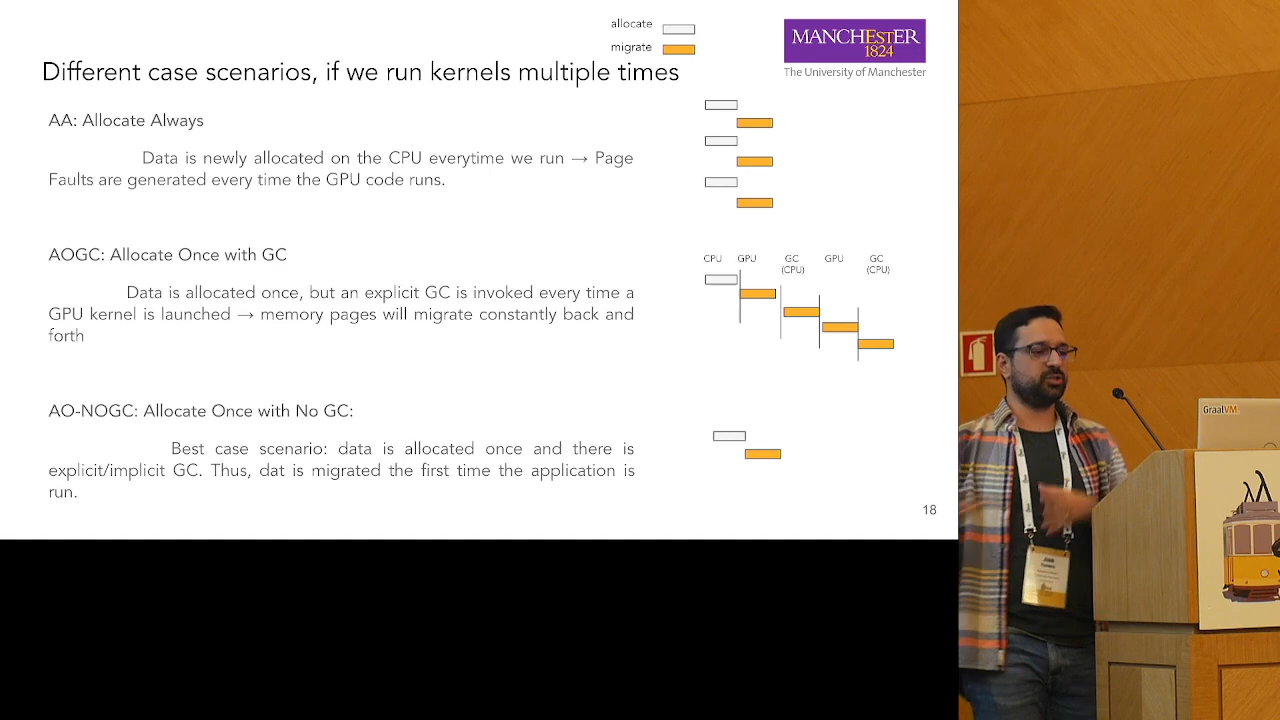 allocate
migrate
MANCHESTER
1824
The University of Manchester
Different case scenarios, if we run kernels multiple times
AA: Allocate Always
Data is newly allocated on the CPU everytime we run → Page
Faults are generated every time the GPU code runs.
AOGC: Allocate Once with GC
Data is allocated once, but an explicit GC is invoked every time a
GPU kernel is launched → memory pages will migrate constantly back and
forth
CPU GPU GC (CPU) GPU GC (CPU)
AO-NOGC: Allocate Once with No GC:
Best case scenario: data is allocated once and there is
explicit/implicit GC. Thus, dat is migrated the first time the application is
run.
18
GraalVM